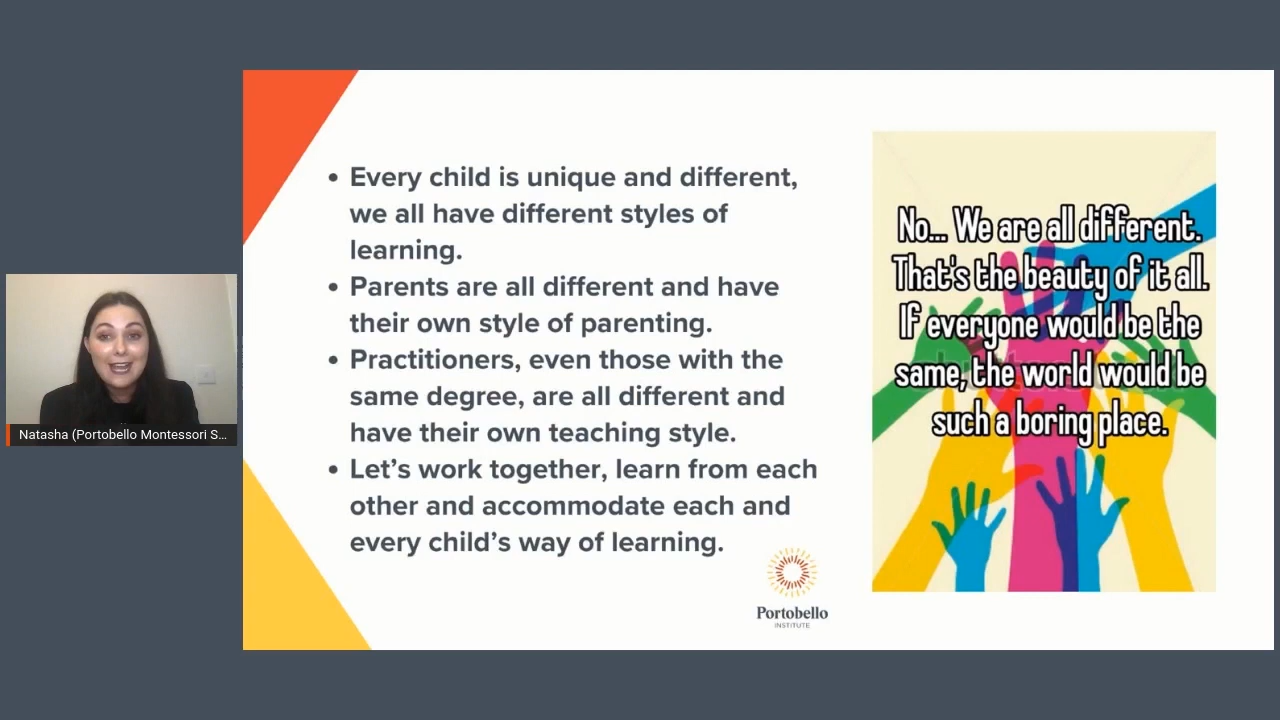 Natasha (Portobello Montessori S...
• Every child is unique and different,
we all have different styles of
learning.
• Parents are all different and have
their own style of parenting.
• Practitioners, even those with the
same degree, are all different and
have their own teaching style.
• Let’s work together, learn from each
other and accommodate each and
every child’s way of learning.
Portobello
INSTITUTE
No... We are all different.
That's the beauty of it all.
If everyone would be the
same, the world would be
such a boring place.